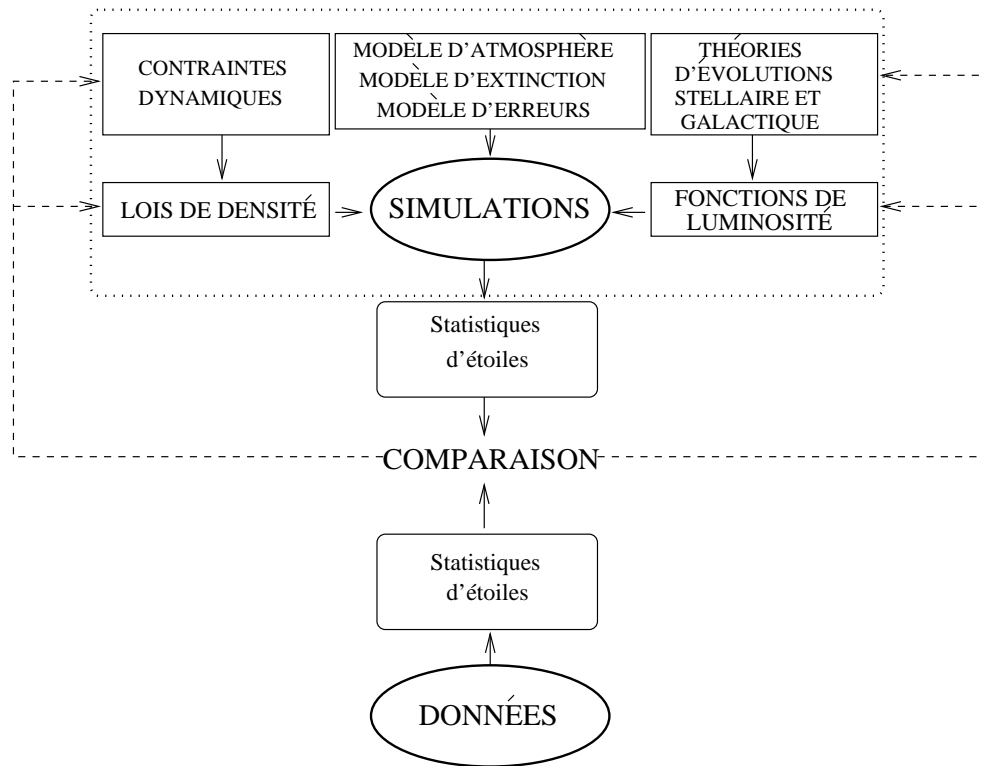 CONTRAINTES
DYNAMIQUES
MODÈLE D'ATMOSPHÈRE
MODÈLE D'EXTINCTION
MODÈLE D'ERREURS
THÉORIES
D'ÉVOLUTIONS
STELLAIRE ET
GALACTIQUE
LOIS DE DENSITÉ
SIMULATIONS
FONCTIONS DE
LUMINOSITÉ
Statistiques
d'étoiles
COMPARAISON
Statistiques
d'étoiles
DONNÉES